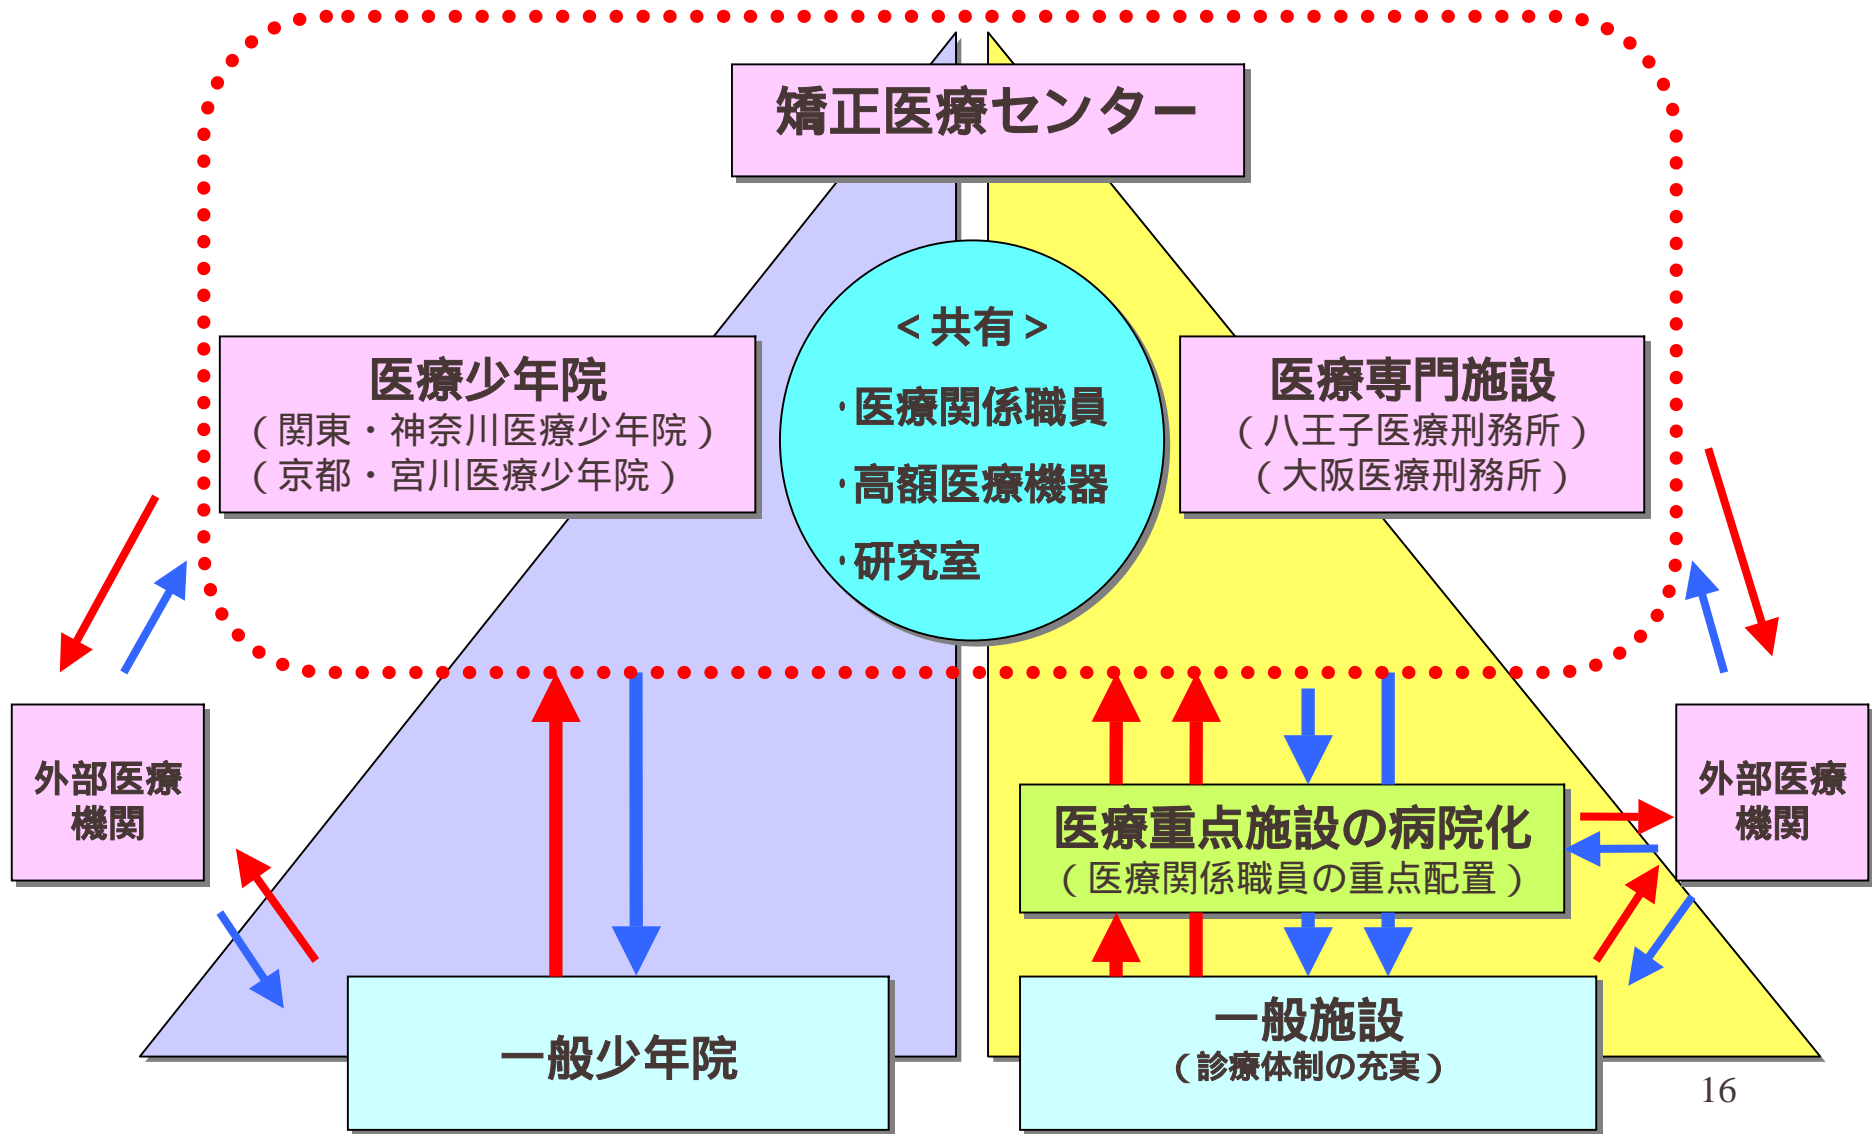 矯正医療センター
<共有>
・医療関係職員
・高額医療機器
・研究室
医療少年院
（関東・神奈川医療少年院）
（京都・宮川医療少年院）
医療専門施設
（八王子医療刑務所）
（大阪医療刑務所）
外部医療
機関
医療重点施設の病院化
（医療関係職員の重点配置）
外部医療
機関
一般少年院
一般施設
（診療体制の充実）
16